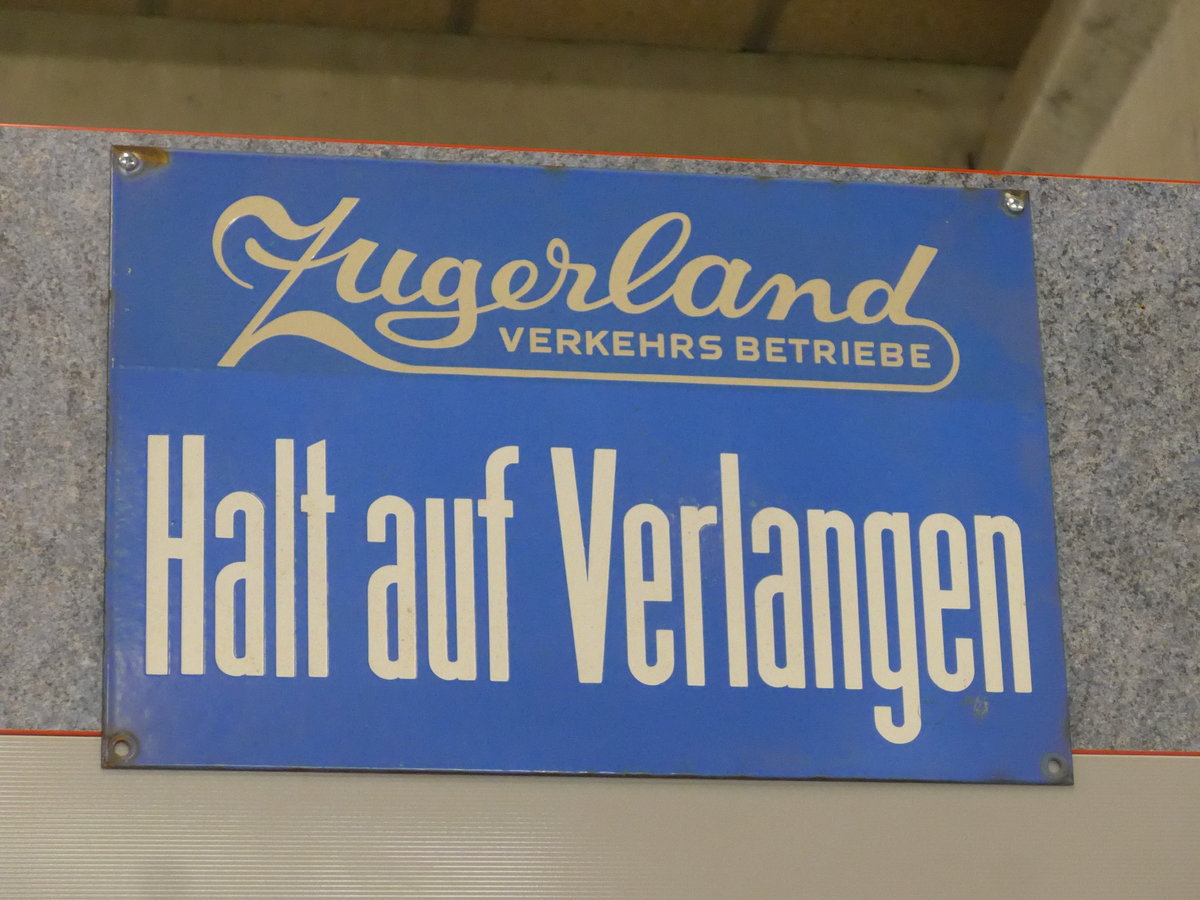 Zugerland
VERKEHRS BETRIEBE
Halt auf Verlangen